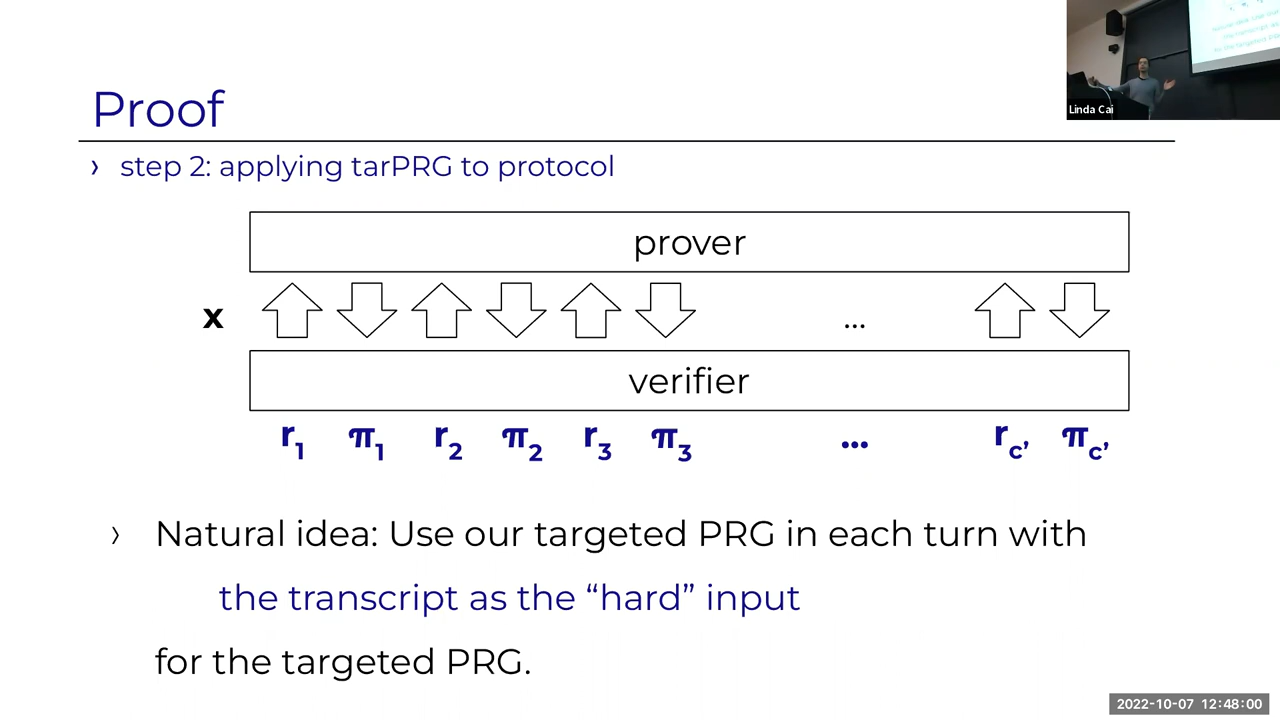 Proof
› step 2: applying tarPRG to protocol
prover
x
...
verifier
r1 π1 r2 π2 r3 π3 ... rc’ πc’
› Natural idea: Use our targeted PRG in each turn with
the transcript as the “hard” input
for the targeted PRG.
Linda Cai
2022-10-07 12:48:00